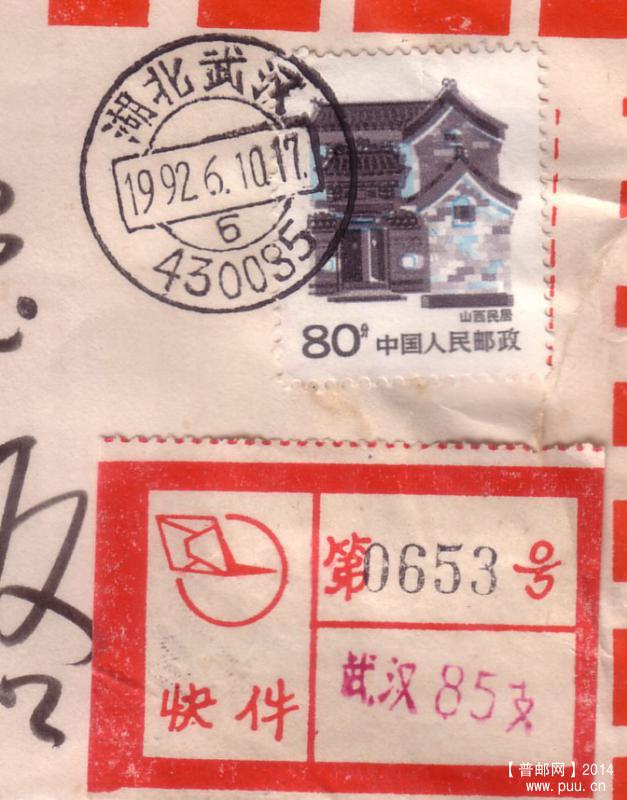 湖北武汉
1992.6.10.17.
6
430085
山西民居
80分 中国人民邮政
第0653号
快件
武汉85支
【普邮网】2014
www.puu.cn